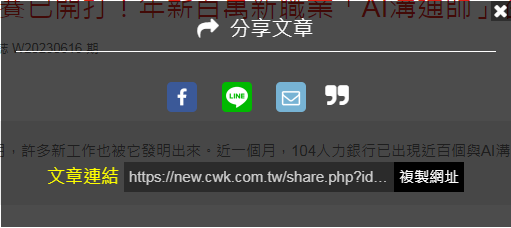 賽已開打！年薪百萬新職業「AI溝通師」
分享文章
誌 W20230616 期
LINE
月，許多新工作也被它發明出來。近一個月，104人力銀行已出現近百個與AI溝
文章連結 https://new.cwk.com.tw/share.php?id... 複製網址